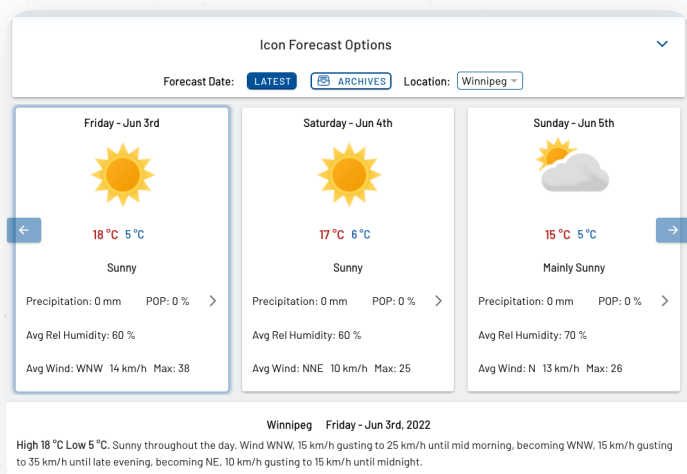 Icon Forecast Options
Forecast Date: LATEST ARCHIVES Location: Winnipeg
Friday - Jun 3rd
18 °C 5 °C
Sunny
Precipitation: 0 mm POP: 0 %
Avg Rel Humidity: 60 %
Avg Wind: WNW 14 km/h Max: 38
Saturday - Jun 4th
17 °C 6 °C
Sunny
Precipitation: 0 mm POP: 0 %
Avg Rel Humidity: 60 %
Avg Wind: NNE 10 km/h Max: 25
Sunday - Jun 5th
15 °C 5 °C
Mainly Sunny
Precipitation: 0 mm POP: 0 %
Avg Rel Humidity: 70 %
Avg Wind: N 13 km/h Max: 26
Winnipeg Friday - Jun 3rd, 2022
High 18 °C Low 5 °C. Sunny throughout the day. Wind WNW, 15 km/h gusting to 25 km/h until mid morning, becoming WNW, 15 km/h gusting
to 35 km/h until late evening, becoming NE, 10 km/h gusting to 15 km/h until midnight.